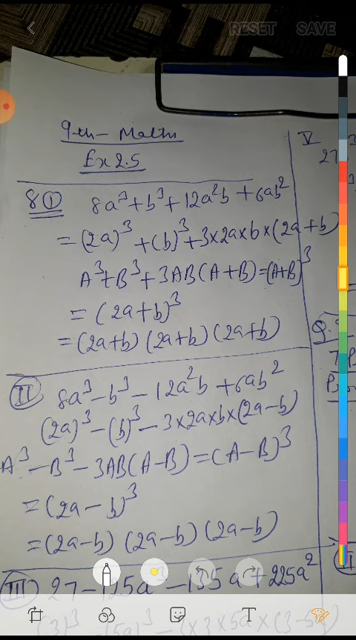 RESET SAVE
9th - Maths
Ex 2.5
8 (i) 8a³+b³+12a²b+6ab²
= (2a)³+(b)³+3×2a×b×(2a+b)
A³+B³+3AB(A+B)=(A+B)³
= (2a+b)³
= (2a+b) (2a+b) (2a+b)
II 8a³-b³-12a²b+6ab²
(2a)³-(b)³-3×2a×b×(2a-b)
A³-B³-3AB(A-B)=(A-B)³
= (2a-b)³
= (2a-b) (2a-b) (2a-b)
III) 27-125a³-135a+225a²
V
27
Q.
T